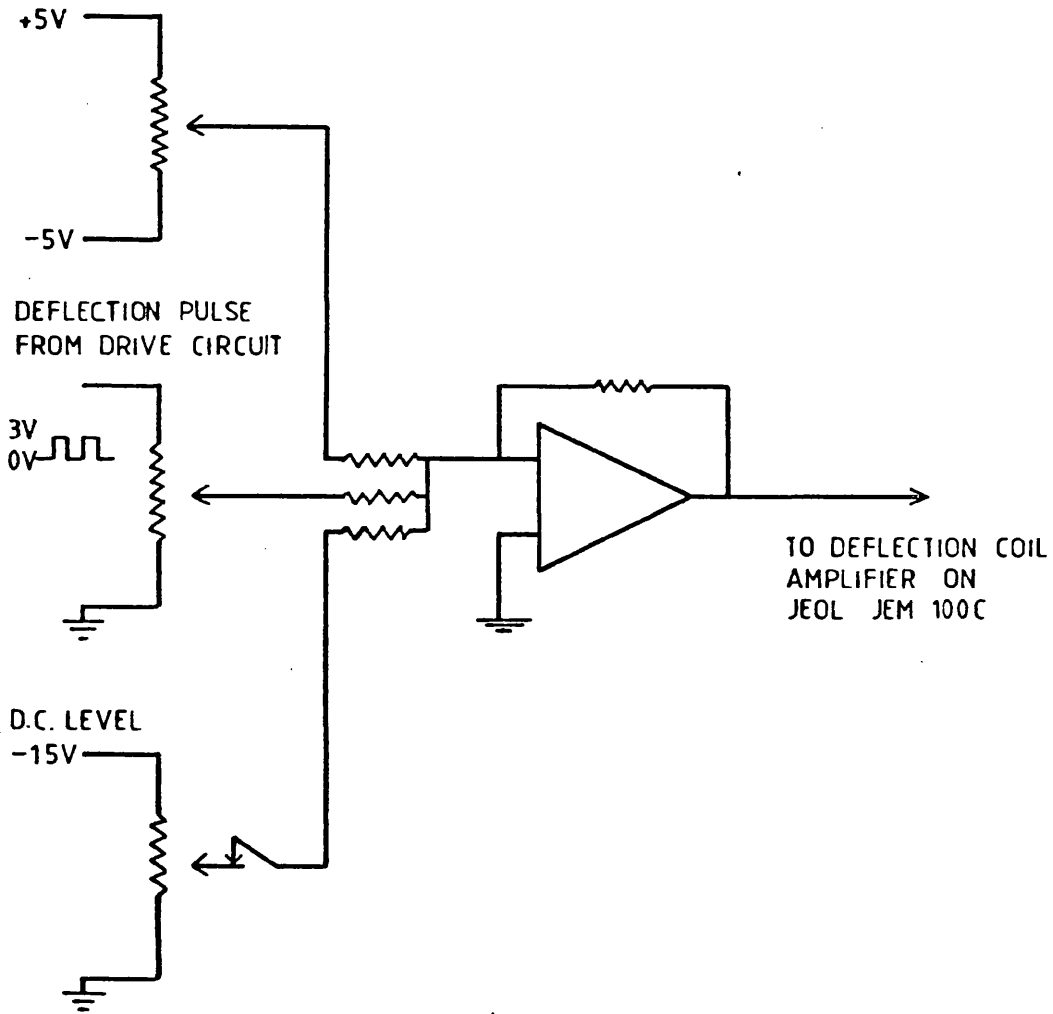 +5V
-5V
DEFLECTION PULSE
FROM DRIVE CIRCUIT
3V
0V
TO DEFLECTION COIL
AMPLIFIER ON
JEOL JEM 100C
D.C. LEVEL
-15V